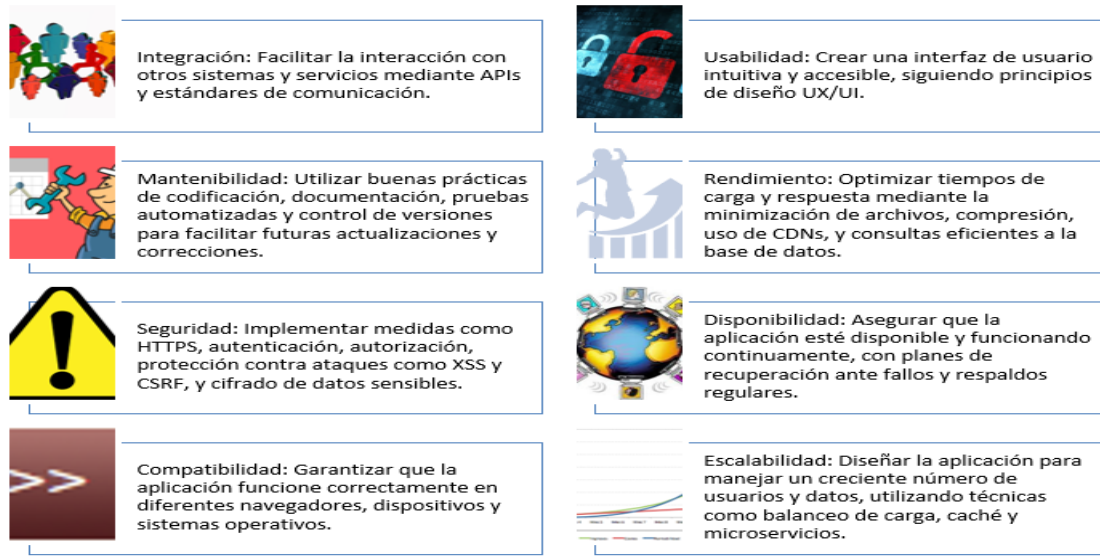 Integración: Facilitar la interacción con
otros sistemas y servicios mediante APIs
y estándares de comunicación.
Usabilidad: Crear una interfaz de usuario
intuitiva y accesible, siguiendo principios
de diseño UX/UI.
Mantenibilidad: Utilizar buenas prácticas
de codificación, documentación, pruebas
automatizadas y control de versiones
para facilitar futuras actualizaciones y
correcciones.
Rendimiento: Optimizar tiempos de
carga y respuesta mediante la
minimización de archivos, compresión,
uso de CDNs, y consultas eficientes a la
base de datos.
Seguridad: Implementar medidas como
HTTPS, autenticación, autorización,
protección contra ataques como XSS y
CSRF, y cifrado de datos sensibles.
Disponibilidad: Asegurar que la
aplicación esté disponible y funcionando
continuamente, con planes de
recuperación ante fallos y respaldos
regulares.
>>
Compatibilidad: Garantizar que la
aplicación funcione correctamente en
diferentes navegadores, dispositivos y
sistemas operativos.
Escalabilidad: Diseñar la aplicación para
manejar un creciente número de
usuarios y datos, utilizando técnicas
como balanceo de carga, caché y
microservicios.